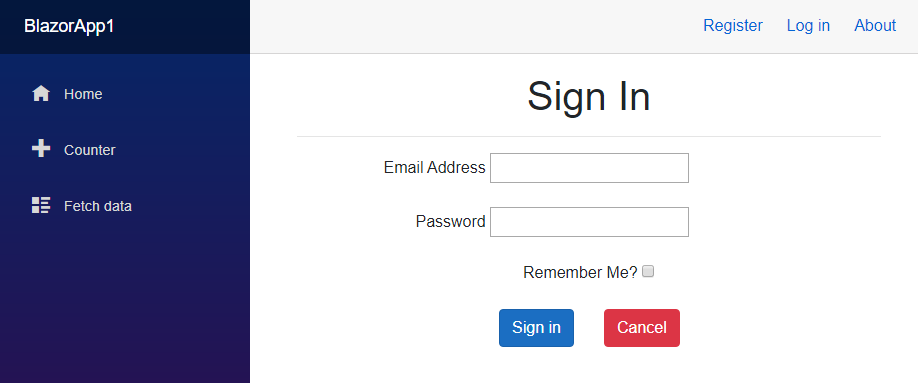 BlazorApp1
Register Log in About
Home
Counter
Fetch data
Sign In
Email Address
Password
Remember Me?
Sign in Cancel